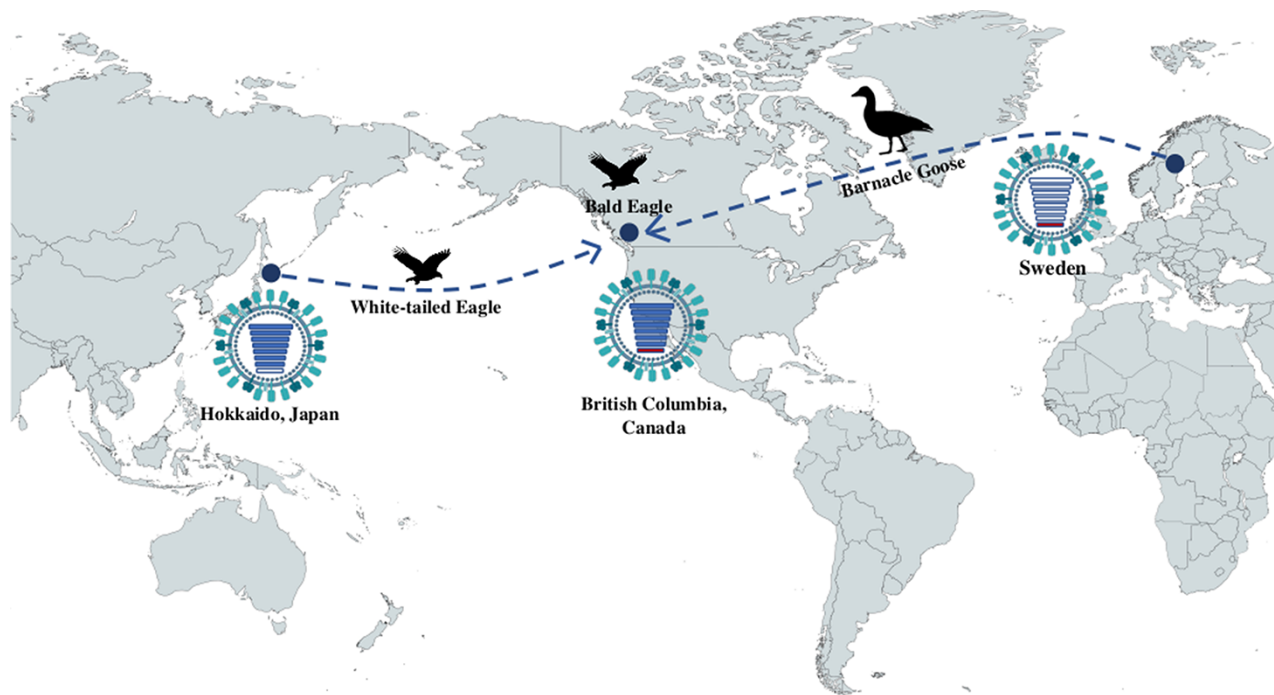 Barnacle Goose
Bald Eagle
Sweden
White-tailed Eagle
Hokkaido, Japan
British Columbia,
Canada